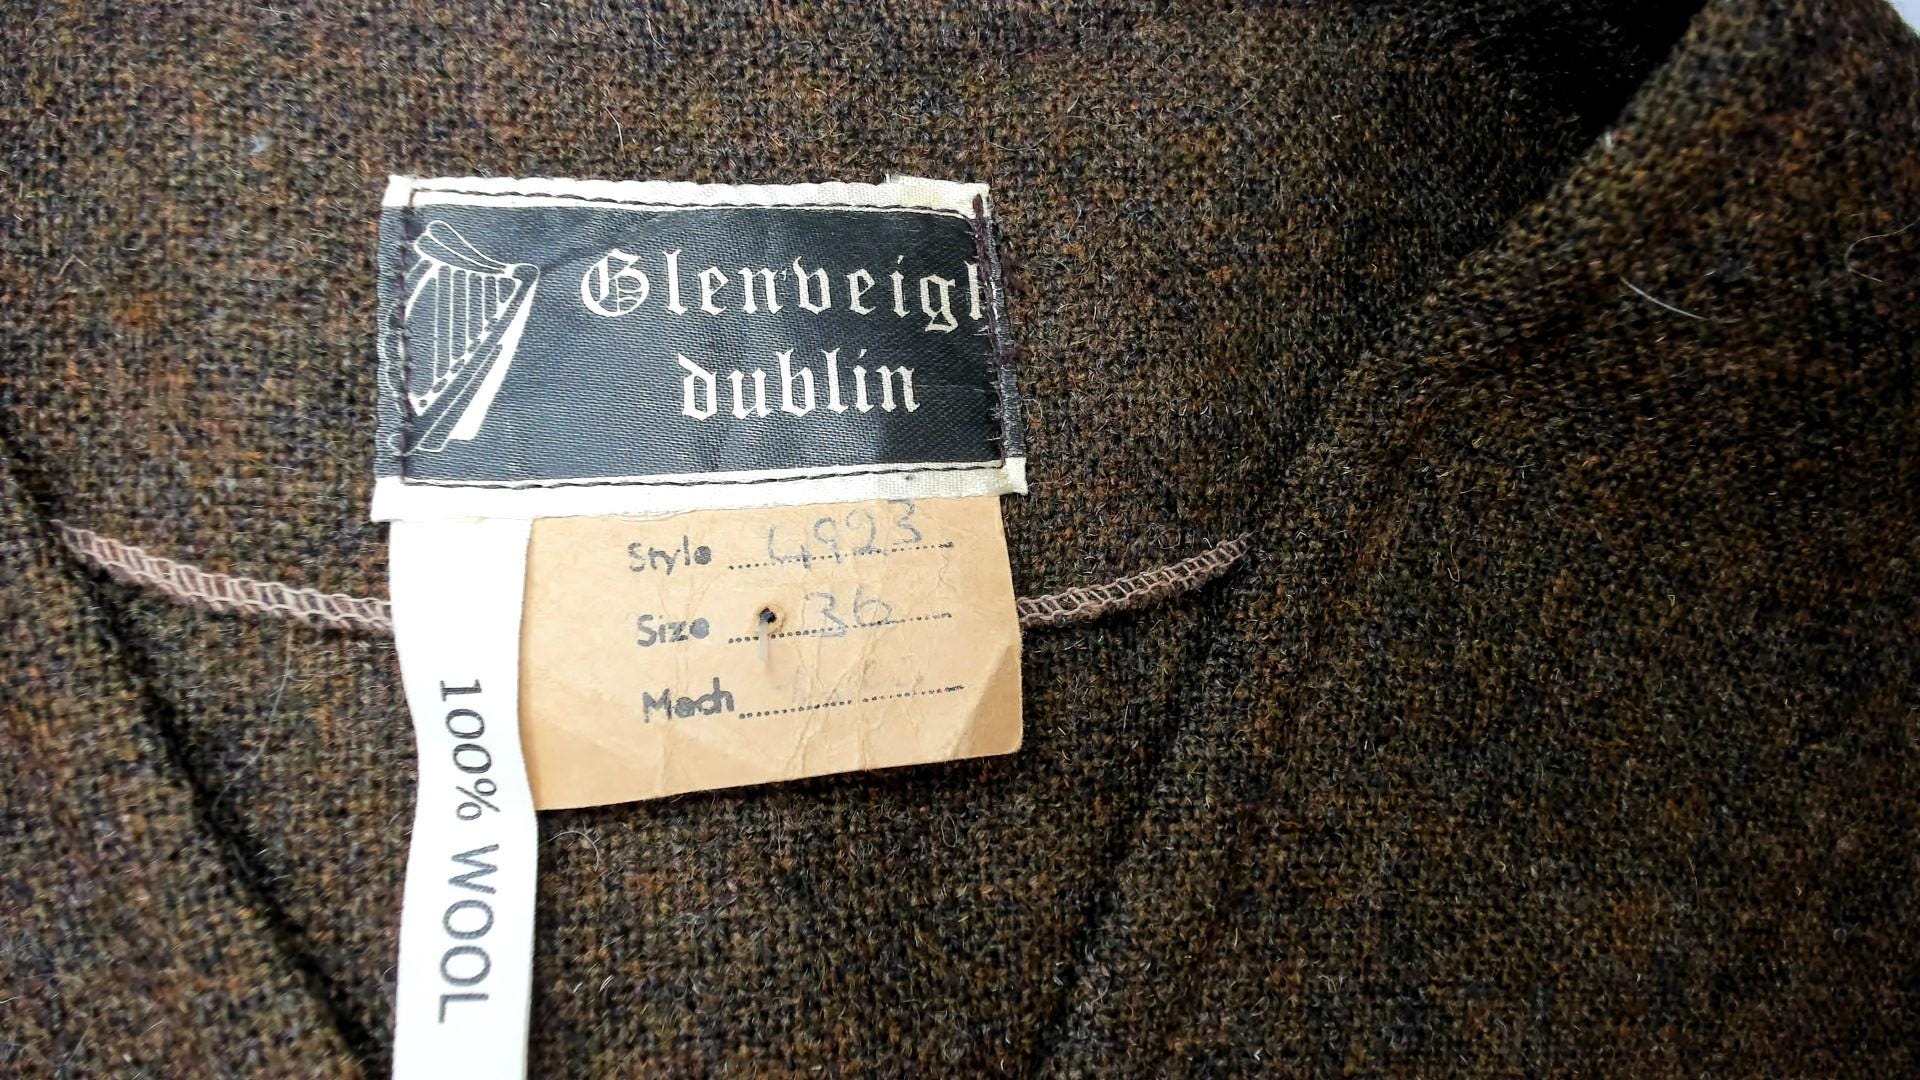 Glenveigh
dublin
Style 4923
Size 36
Mach
100% WOOL